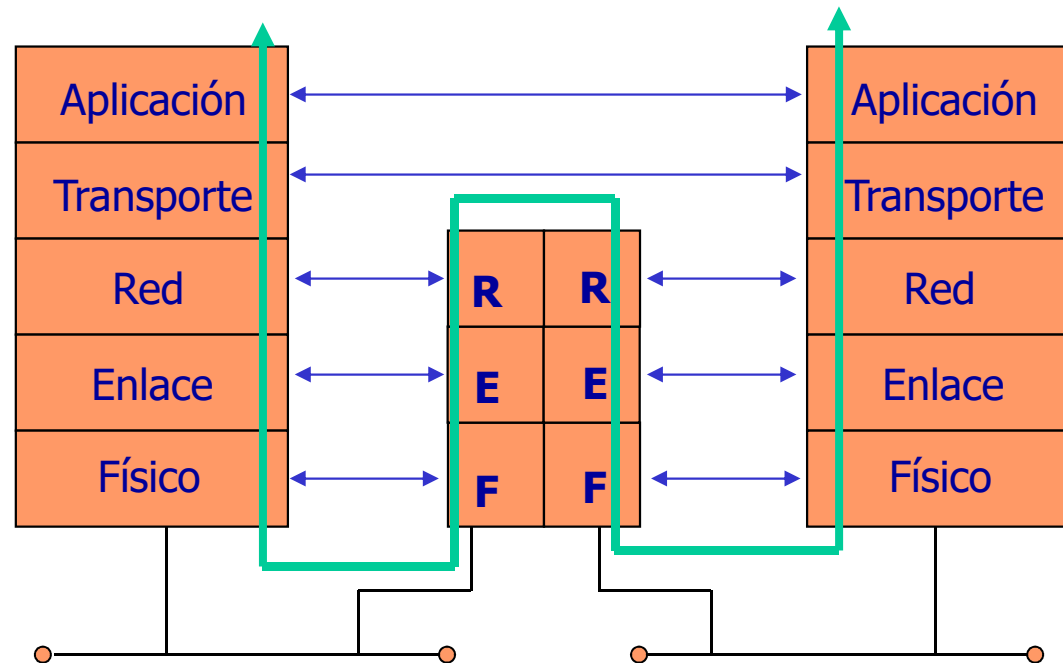 Aplicación
Transporte
Red
Enlace
Físico
R R
E E
F F
Aplicación
Transporte
Red
Enlace
Físico